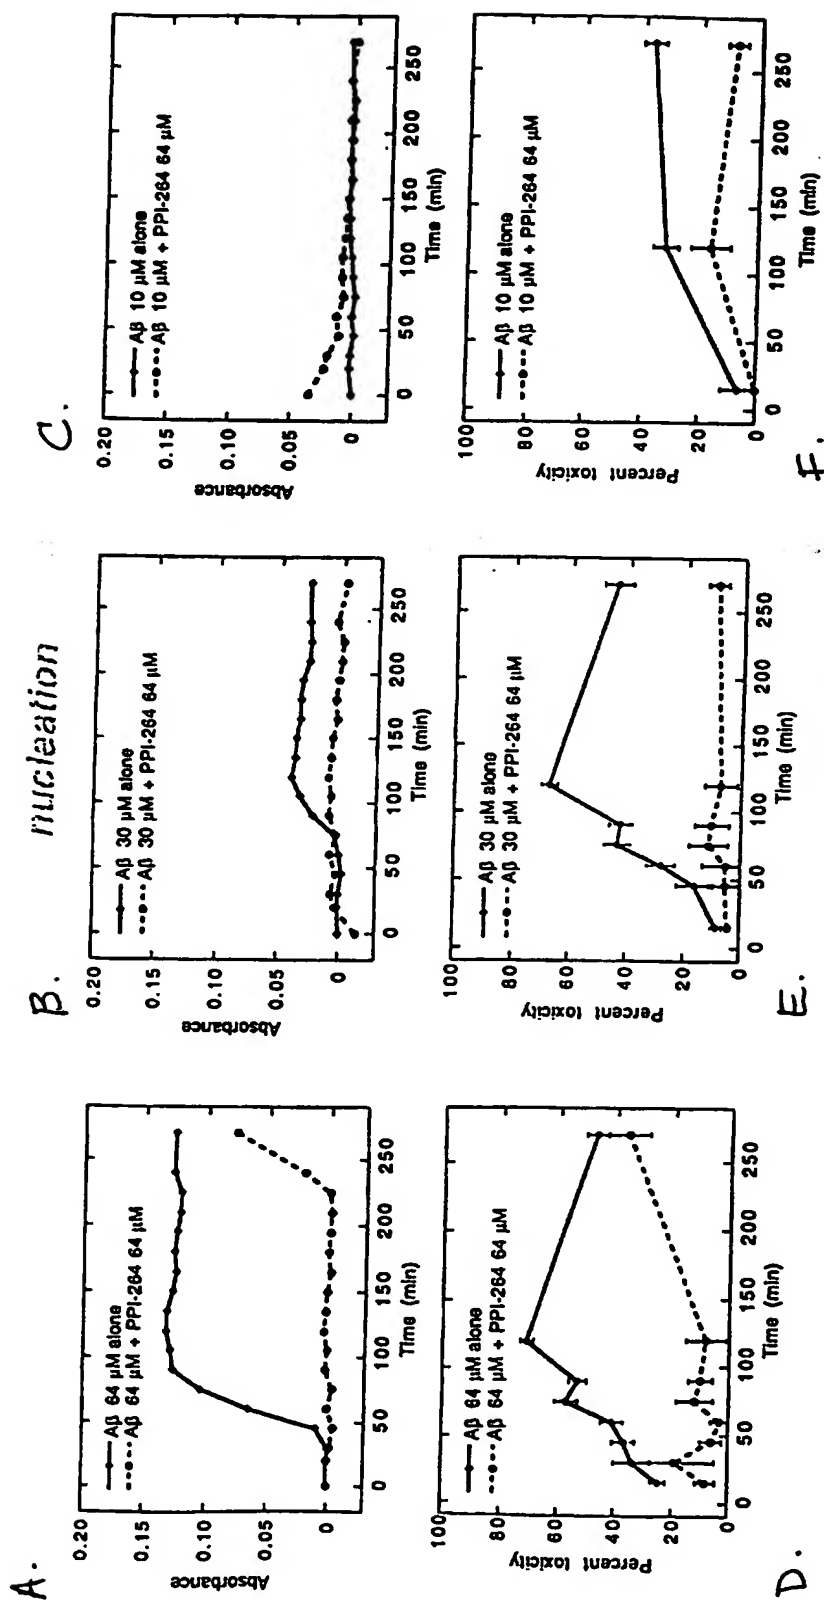 nucleation
A.
0.20
0.15
0.10
0.05
0
Absorbance
Aβ 64 μM alone
Aβ 64 μM + PPI-264 64 μM
0 50 100 150 200 250
Time (min)
B.
0.20
0.15
0.10
0.05
0
Absorbance
Aβ 30 μM alone
Aβ 30 μM + PPI-264 64 μM
0 50 100 150 200 250
Time (min)
C.
0.20
0.15
0.10
0.05
0
Absorbance
Aβ 10 μM alone
Aβ 10 μM + PPI-264 64 μM
0 50 100 150 200 250
Time (min)
D.
100
80
60
40
20
0
Percent toxicity
Aβ 64 μM alone
Aβ 64 μM + PPI-264 64 μM
0 50 100 150 200 250
Time (min)
E.
100
80
60
40
20
0
Percent toxicity
Aβ 30 μM alone
Aβ 30 μM + PPI-264 64 μM
0 50 100 150 200 250
Time (min)
F.
100
80
60
40
20
0
Percent toxicity
Aβ 10 μM alone
Aβ 10 μM + PPI-264 64 μM
0 50 100 150 200 250
Time (min)